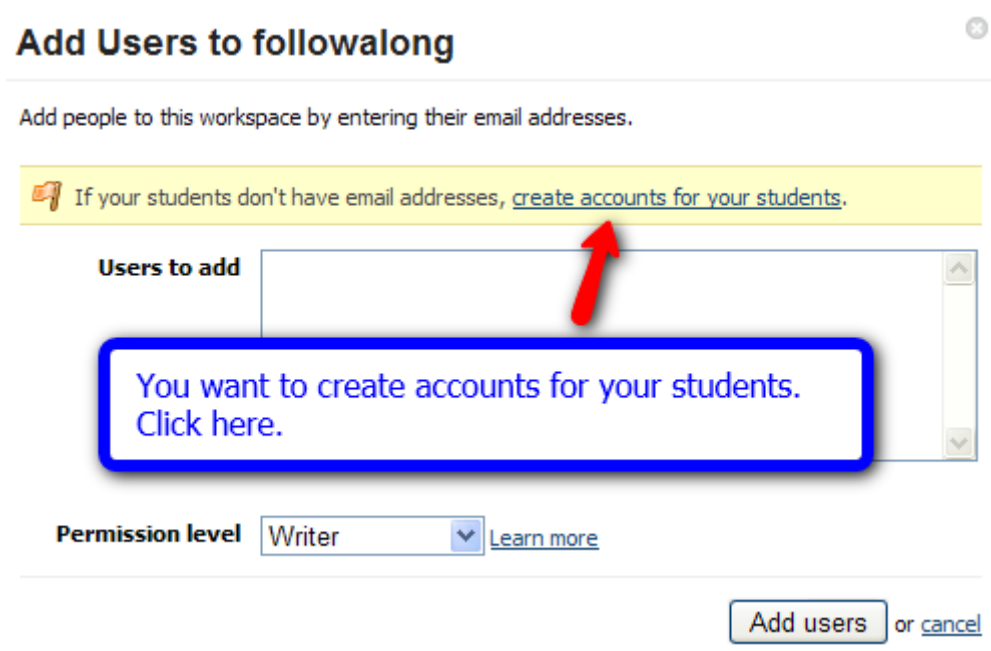 Add Users to followalong
Add people to this workspace by entering their email addresses.
If your students don't have email addresses, create accounts for your students.
Users to add
You want to create accounts for your students.
Click here.
Permission level Writer Learn more
Add users or cancel